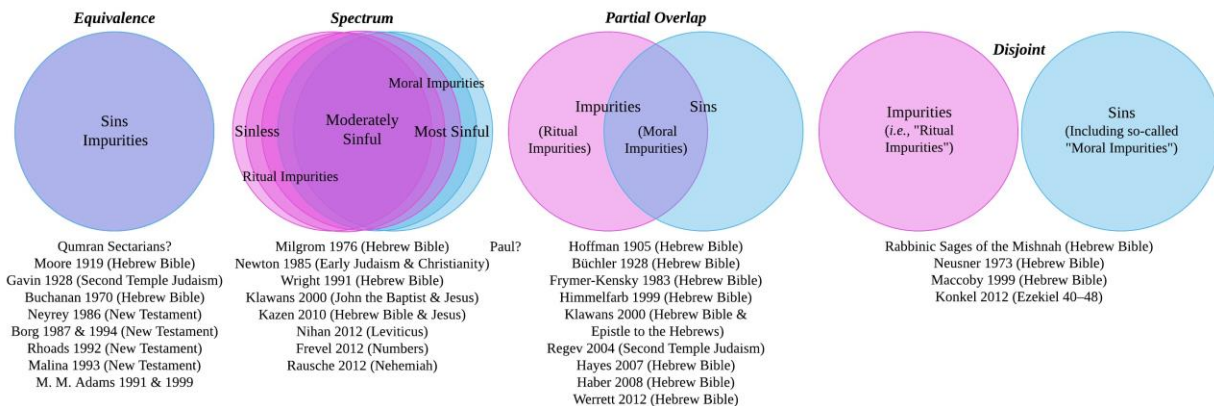 Equivalence
Sins
Impurities
Qumran Sectarians?
Moore 1919 (Hebrew Bible)
Gavin 1928 (Second Temple Judaism)
Buchanan 1970 (Hebrew Bible)
Neyrey 1986 (New Testament)
Borg 1987 & 1994 (New Testament)
Rhoads 1992 (New Testament)
Malina 1993 (New Testament)
M. M. Adams 1991 & 1999
Spectrum
Moral Impurities
Sinless
Moderately
Sinful
Most Sinful
Ritual Impurities
Milgrom 1976 (Hebrew Bible)
Newton 1985 (Early Judaism & Christianity)
Wright 1991 (Hebrew Bible)
Klawans 2000 (John the Baptist & Jesus)
Kazen 2010 (Hebrew Bible & Jesus)
Nihan 2012 (Leviticus)
Frevel 2012 (Numbers)
Rausche 2012 (Nehemiah)
Paul?
Partial Overlap
Impurities
Sins
(Ritual
Impurities)
(Moral
Impurities)
Hoffman 1905 (Hebrew Bible)
Büchler 1928 (Hebrew Bible)
Frymer-Kensky 1983 (Hebrew Bible)
Himmelfarb 1999 (Hebrew Bible)
Klawans 2000 (Hebrew Bible &
Epistle to the Hebrews)
Regev 2004 (Second Temple Judaism)
Hayes 2007 (Hebrew Bible)
Haber 2008 (Hebrew Bible)
Werrett 2012 (Hebrew Bible)
Disjoint
Impurities
(i.e., "Ritual
Impurities")
Sins
(Including so-called
"Moral Impurities")
Rabbinic Sages of the Mishnah (Hebrew Bible)
Neusner 1973 (Hebrew Bible)
Maccoby 1999 (Hebrew Bible)
Konkel 2012 (Ezekiel 40–48)